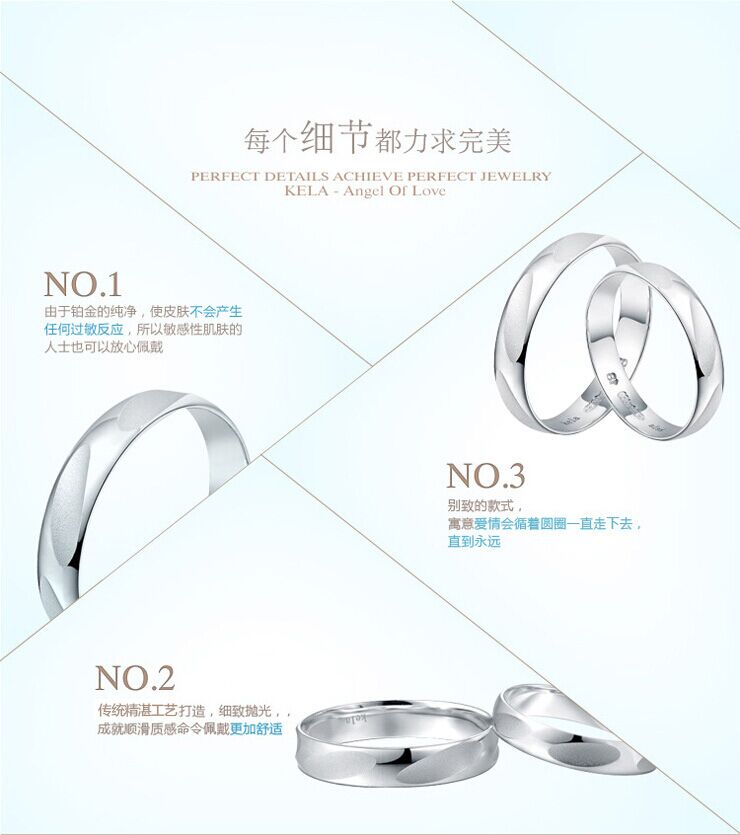 每个细节都力求完美
PERFECT DETAILS ACHIEVE PERFECT JEWELRY
KELA - Angel Of Love
NO.1
由于铂金的纯净，使皮肤不会产生
任何过敏反应，所以敏感性肌肤的
人士也可以放心佩戴
NO.3
别致的款式，
寓意爱情会循着圆圈一直走下去，
直到永远
kela
NO.2
传统精湛工艺打造，细致抛光，，
成就顺滑质感命令佩戴更加舒适
kela